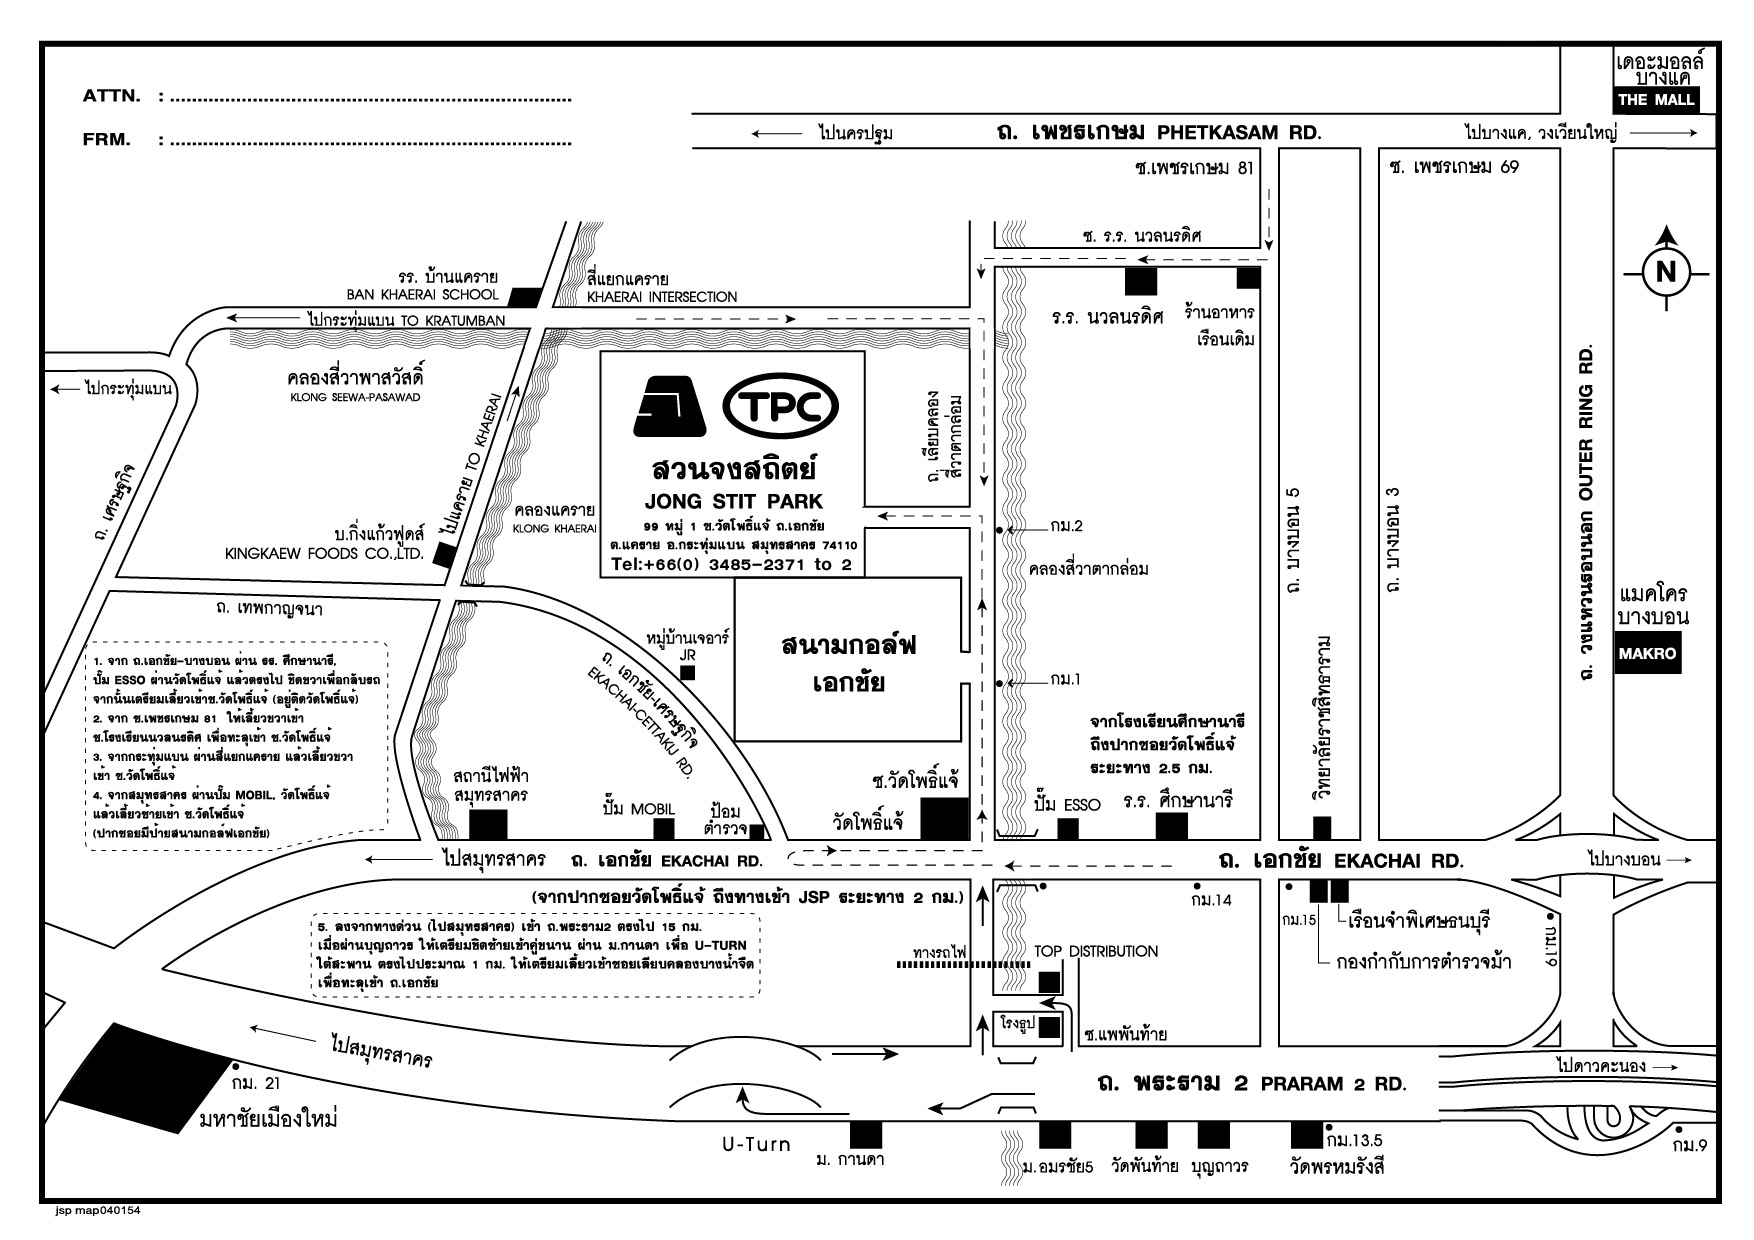 ATTN. : ........................................
FRM. : ........................................
เดอะมอลล์
บางแค
THE MALL
ไปนครปฐม
ถ. เพชรเกษม PHETKASAM RD.
ไปบางแค, วงเวียนใหญ่
ซ.เพชรเกษม 81
ซ. เพชรเกษม 69
ซ. ร.ร. นวลนรดิศ
N
รร. บ้านแคราย
BAN KHAERAI SCHOOL
สี่แยกแคราย
KHAERAI INTERSECTION
ไปกระทุ่มแบน TO KRATUMBAN
ร.ร. นวลนรดิศ
ร้านอาหาร
เรือนเดิม
ไปกระทุ่มแบน
คลองสี่วาพาสวัสดิ์
KLONG SEEWA-PASAWAD
ไปแคราย TO KHAERAI
TPC
สวนจงสถิตย์
JONG STIT PARK
99 หมู่ 1 ซ.วัดโพธิ์แจ้ ถ.เอกชัย
ต.แคราย อ.กระทุ่มแบน สมุทรสาคร 74110
Tel:+66(0) 3485-2371 to 2
ถ. เลียบคลอง
สี่วาตากล่อม
ถ. เศรษฐกิจ
คลองแคราย
KLONG KHAERAI
บ.กิ่งแก้วฟูดส์
KINGKAEW FOODS CO.,LTD.
กม.2
คลองสี่วาตากล่อม
ถ. บางบอน 5
ถ. บางบอน 3
ถ. วงแหวนรอบนอก OUTER RING RD.
แมคโคร
บางบอน
MAKRO
ถ. เทพกาญจนา
หมู่บ้านเจอาร์
JR
ถ. เอกชัย-เศรษฐกิจ
EKACHAI-CETTAKIJ RD.
สนามกอล์ฟ
เอกชัย
กม.1
1. จาก ถ.เอกชัย-บางบอน ผ่าน รร. ศึกษานารี,
ปั๊ม ESSO ผ่านวัดโพธิ์แจ้ แล้วตรงไป ชิดขวาเพื่อกลับรถ
จากนั้นเตรียมเลี้ยวเข้าซ.วัดโพธิ์แจ้ (อยู่ติดวัดโพธิ์แจ้)
2. จาก ซ.เพชรเกษม 81 ให้เลี้ยวขวาเข้า
ซ.โรงเรียนนวลนรดิศ เพื่อทะลุเข้า ซ.วัดโพธิ์แจ้
3. จากกระทุ่มแบน ผ่านสี่แยกแคราย แล้วเลี้ยวขวา
เข้า ซ.วัดโพธิ์แจ้
4. จากสมุทรสาคร ผ่านปั๊ม MOBIL, วัดโพธิ์แจ้
แล้วเลี้ยวซ้ายเข้า ซ.วัดโพธิ์แจ้
(ปากซอยมีป้ายสนามกอล์ฟเอกชัย)
จากโรงเรียนศึกษานารี
ถึงปากซอยวัดโพธิ์แจ้
ระยะทาง 2.5 กม.
วิทยาลัยราชสิทธาราม
สถานีไฟฟ้า
สมุทรสาคร
ปั๊ม MOBIL
ป้อม
ตำรวจ
ซ.วัดโพธิ์แจ้
วัดโพธิ์แจ้
ปั๊ม ESSO
ร.ร. ศึกษานารี
ไปสมุทรสาคร
ถ. เอกชัย EKACHAI RD.
ถ. เอกชัย EKACHAI RD.
ไปบางบอน
(จากปากซอยวัดโพธิ์แจ้ ถึงทางเข้า JSP ระยะทาง 2 กม.)
กม.14
กม.15
เรือนจำพิเศษธนบุรี
กองกำกับการตำรวจม้า
กม.19
5. ลงจากทางด่วน (ไปสมุทรสาคร) เข้า ถ.พระราม2 ตรงไป 15 กม.
เมื่อผ่านบุญถาวร ให้เตรียมชิดซ้ายเข้าคู่ขนาน ผ่าน ม.กานดา เพื่อ U-TURN
ใต้สะพาน ตรงไปประมาณ 1 กม. ให้เตรียมเลี้ยวเข้าซอยเลียบคลองบางน้ำจืด
เพื่อทะลุเข้า ถ.เอกชัย
ทางรถไฟ
TOP DISTRIBUTION
โรงธูป
ซ.แพพันท้าย
ไปสมุทรสาคร
ถ. พระราม 2 PRARAM 2 RD.
ไปดาวคะนอง
กม. 21
มหาชัยเมืองใหม่
U-Turn
ม. กานดา
ม.อมรชัย5
วัดพันท้าย
บุญถาวร
กม.13.5
วัดพรหมรังสี
กม.9
jsp map040154